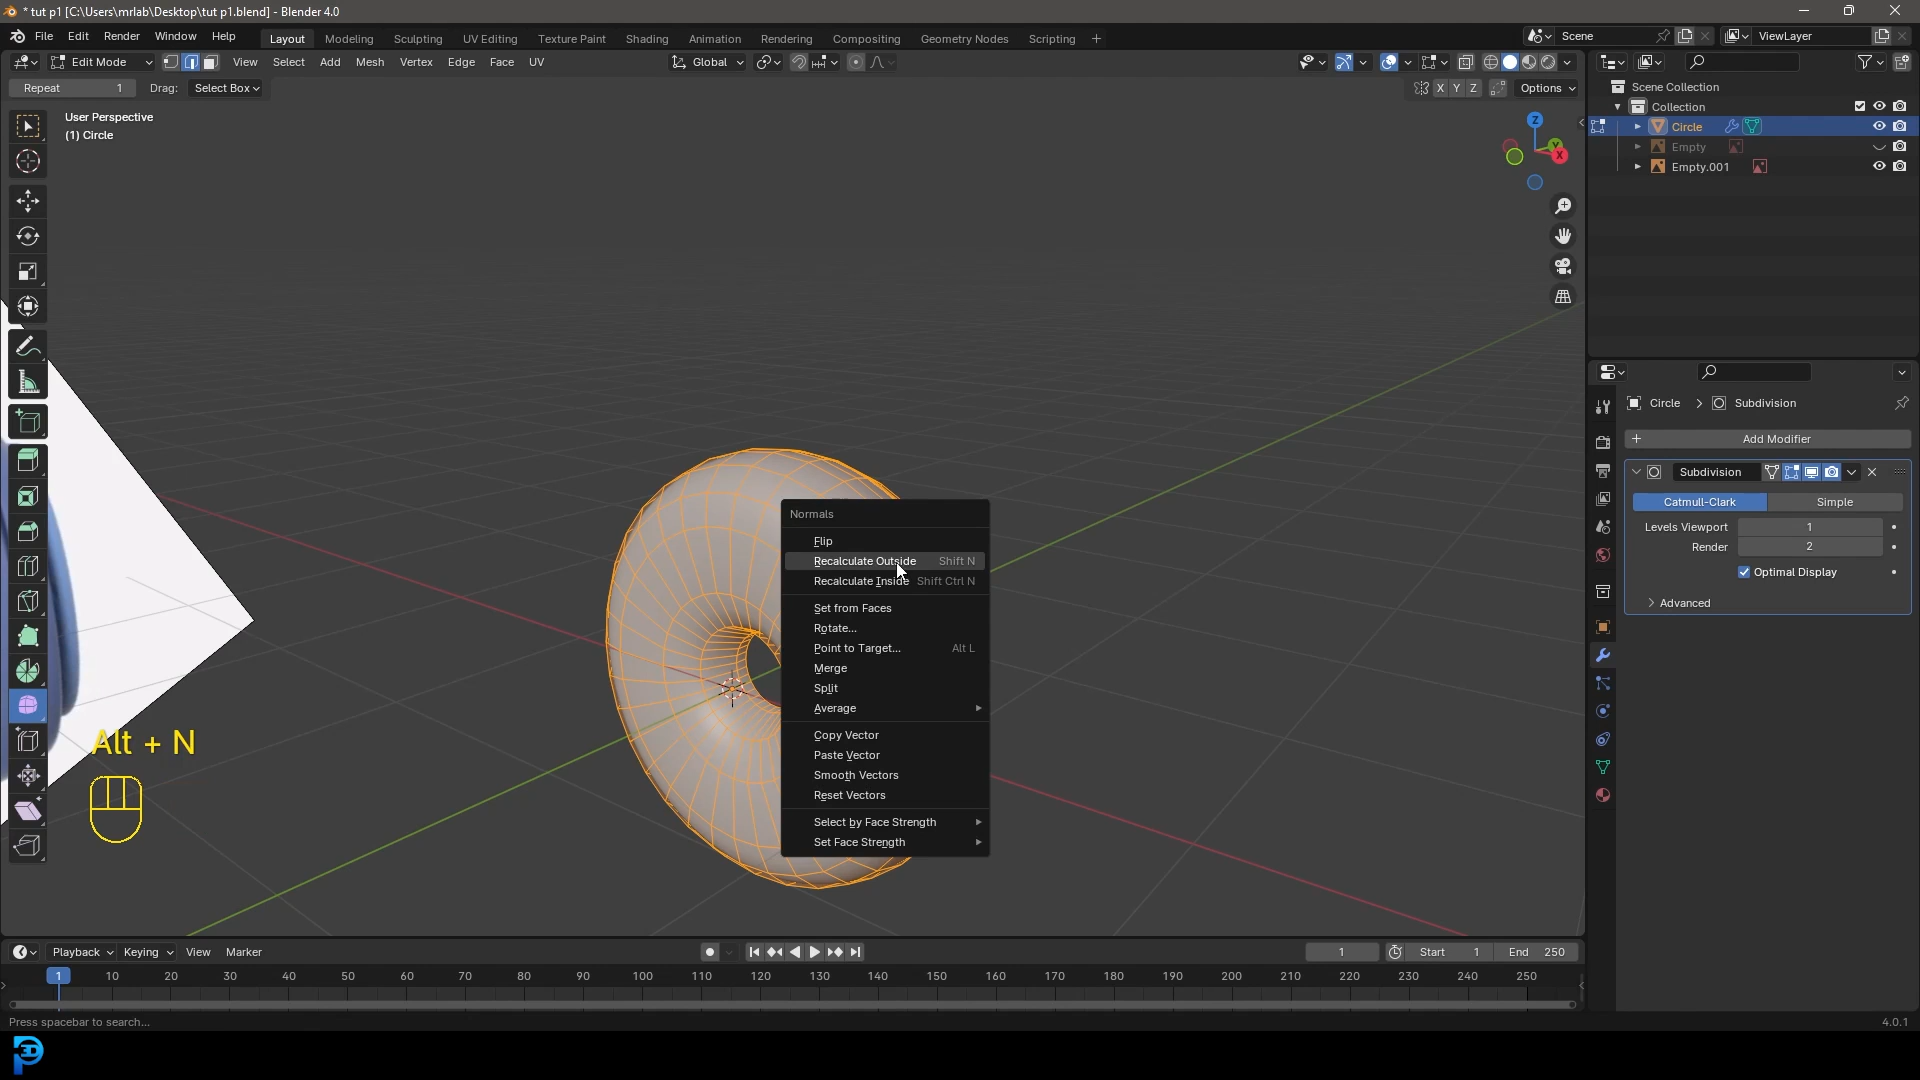 * tut p1 [C:\Users\mrlab\Desktop\tut p1.blend] - Blender 4.0
File Edit Render Window Help Layout Modeling Sculpting UV Editing Texture Paint Shading Animation Rendering Compositing Geometry Nodes Scripting + Scene ViewLayer
Edit Mode View Select Add Mesh Vertex Edge Face UV Global
Repeat 1 Drag: Select Box X Y Z Options
User Perspective
(1) Circle
Z
Y
X
Scene Collection
Collection
Circle
Empty
Empty.001
Circle > Subdivision
+ Add Modifier
Subdivision
Catmull-Clark Simple
Levels Viewport 1
Render 2
Optimal Display
Advanced
Normals
Flip
Recalculate Outside Shift N
Recalculate Inside Shift Ctrl N
Set from Faces
Rotate...
Point to Target... Alt L
Merge
Split
Average
Copy Vector
Paste Vector
Smooth Vectors
Reset Vectors
Select by Face Strength
Set Face Strength
Alt + N
Playback Keying View Marker 1 Start 1 End 250
1 10 20 30 40 50 60 70 80 90 100 110 120 130 140 150 160 170 180 190 200 210 220 230 240 250
Press spacebar to search... 4.0.1
3D